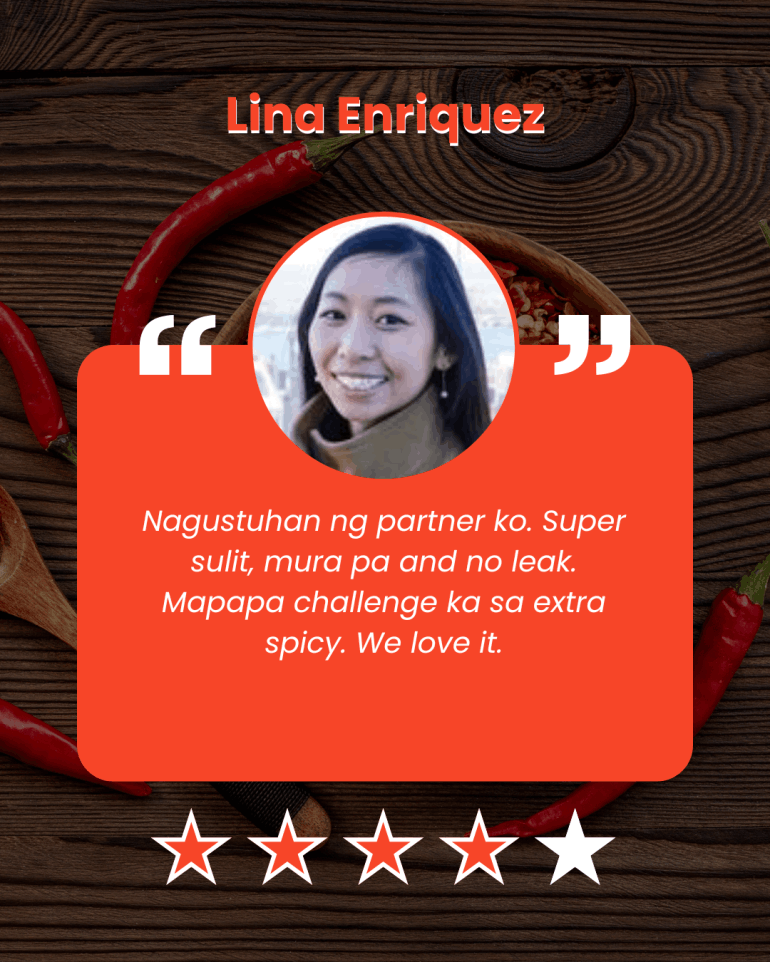 Lina Enriquez
“ ”
Nagustuhan ng partner ko. Super
sulit, mura pa and no leak.
Mapapa challenge ka sa extra
spicy. We love it.